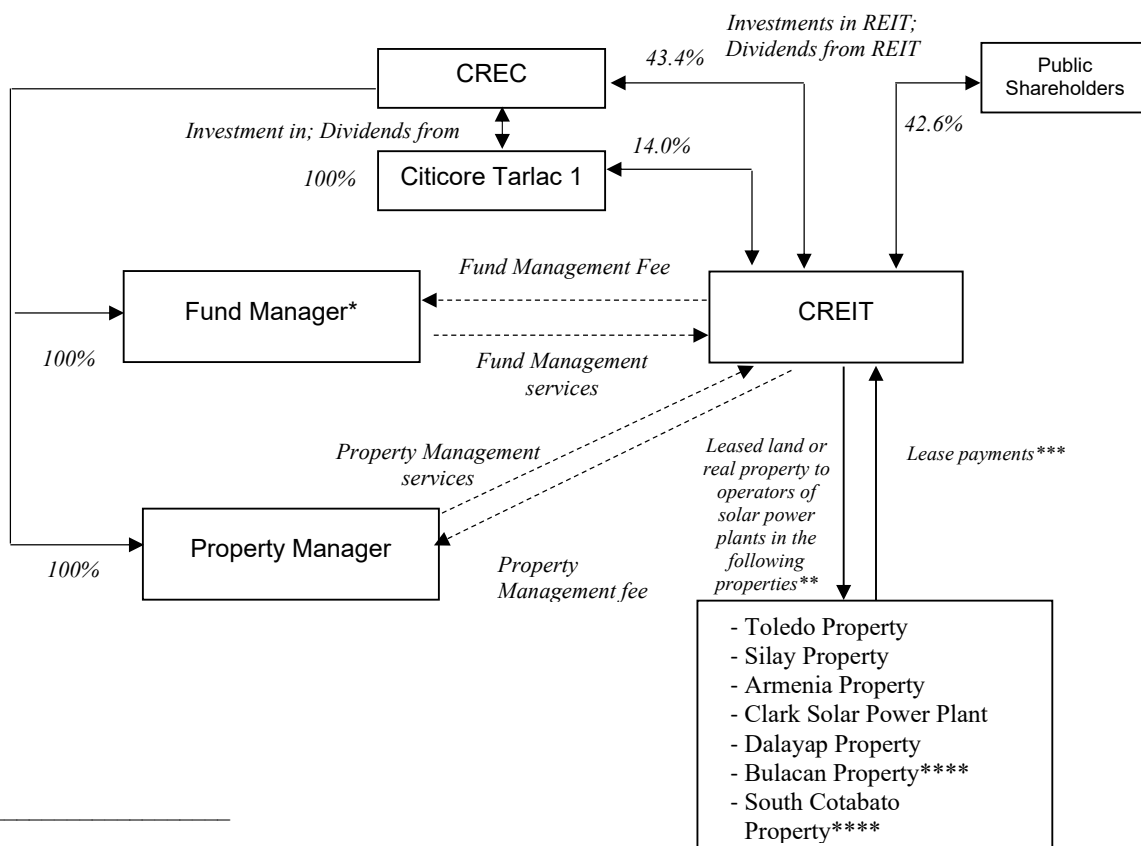 Investments in REIT;
Dividends from REIT
CREC
43.4%
Public
Shareholders
42.6%
Investment in; Dividends from
14.0%
100%
Citicore Tarlac 1
Fund Management Fee
Fund Manager*
CREIT
100%
Fund Management
services
Property Management
services
Leased land or
real property to
operators of
solar power
plants in the
following
properties**
Lease payments***
Property Manager
100%
Property
Management fee
- Toledo Property
- Silay Property
- Armenia Property
- Clark Solar Power Plant
- Dalayap Property
- Bulacan Property****
- South Cotabato
Property****